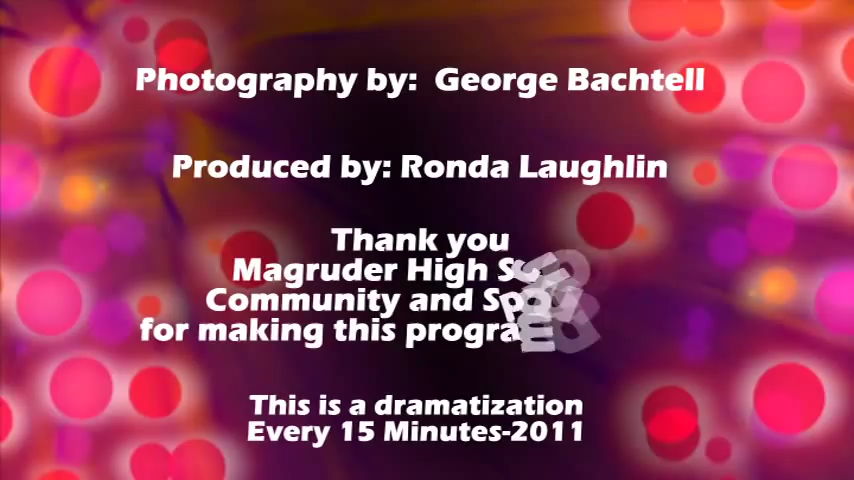 Photography by: George Bachtell
Produced by: Ronda Laughlin
Thank you
Magruder High
Community and
for making this
This is a dramatization
Every 15 Minutes-2011